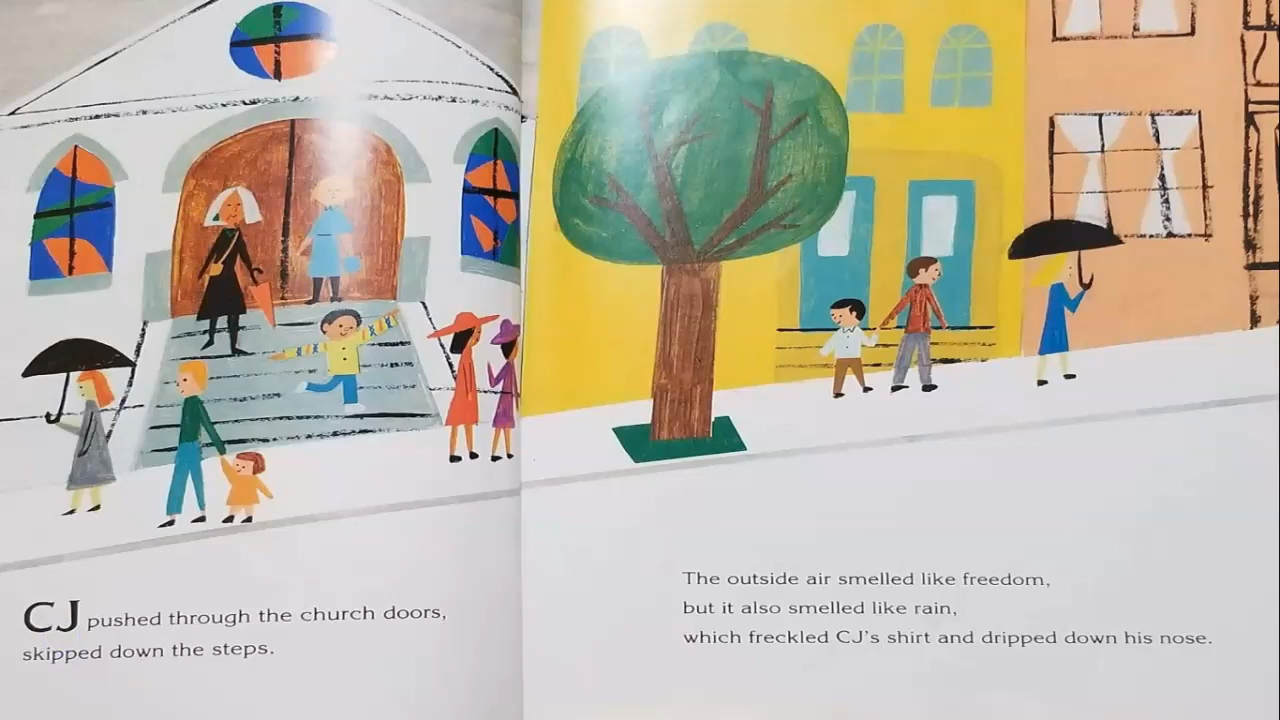 CJ pushed through the church doors,
skipped down the steps.
The outside air smelled like freedom,
but it also smelled like rain,
which freckled CJ's shirt and dripped down his nose.